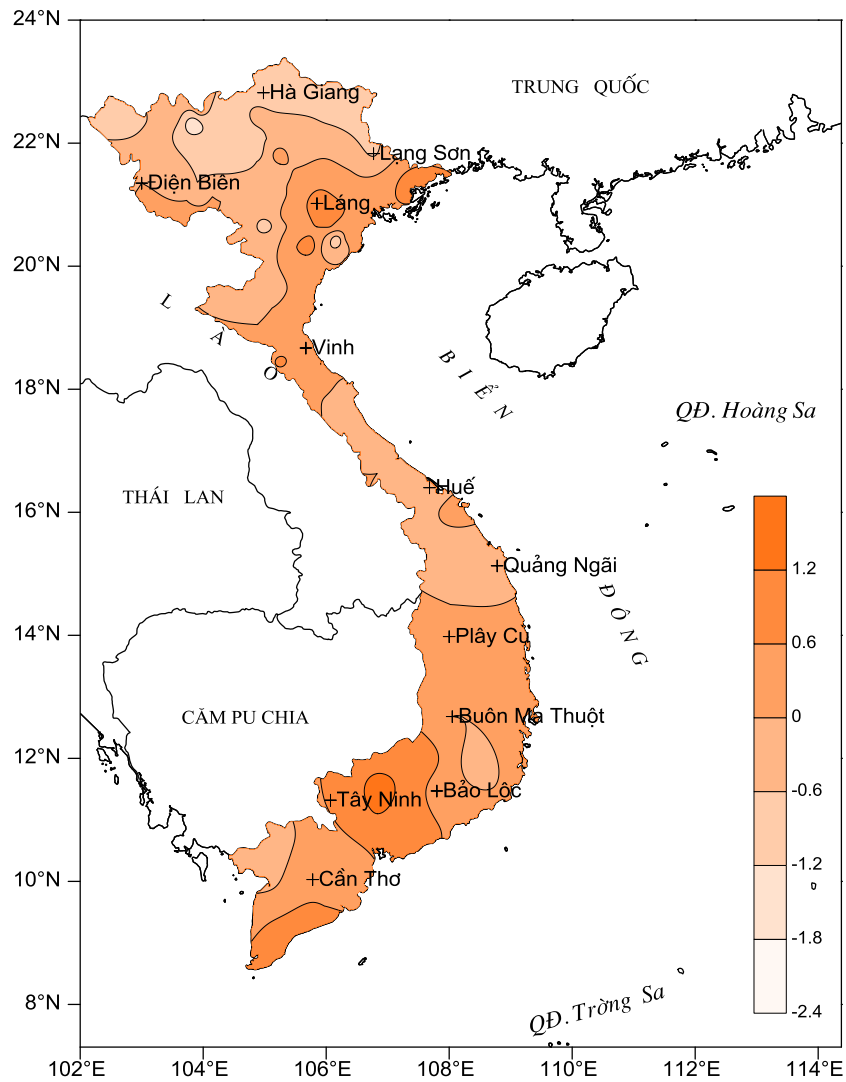 24°N
TRUNG QUỐC
Hà Giang
22°N
Lạng Sơn
Điện Biên
Láng
20°N
L À O
Vinh
BIỂN
18°N
QĐ. Hoàng Sa
THÁI LAN
Huế
16°N
Quảng Ngãi
ĐÔNG
1.2
14°N
Plây Cu
0.6
CĂM PU CHIA
Buôn Ma Thuột
0
12°N
Bảo Lộc
-0.6
Tây Ninh
-1.2
10°N
Cần Thơ
-1.8
8°N
QĐ. Trờng Sa
-2.4
102°E 104°E 106°E 108°E 110°E 112°E 114°E